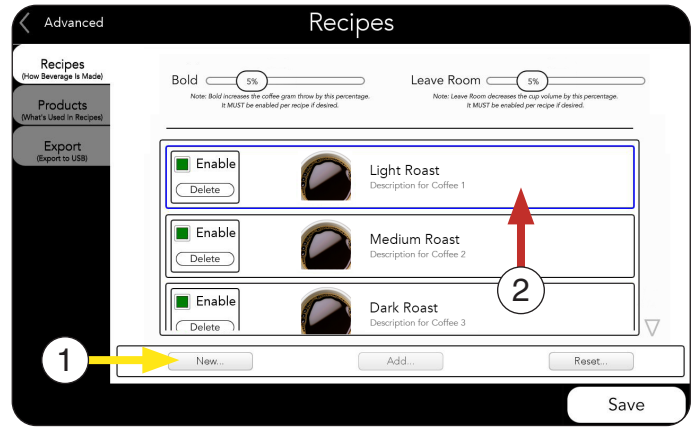 Advanced
Recipes
Recipes
(How Beverage Is Made)
Products
(What's Used In Recipes)
Export
(Export to USB)
Bold 5%
Note: Bold increases the coffee gram throw by this percentage.
It MUST be enabled per recipe if desired.
Leave Room 5%
Note: Leave Room decreases the cup volume by this percentage.
It MUST be enabled per recipe if desired.
Enable
Delete
Light Roast
Description for Coffee 1
Enable
Delete
Medium Roast
Description for Coffee 2
2
Enable
Delete
Dark Roast
Description for Coffee 3
1
New...
Add...
Reset...
Save